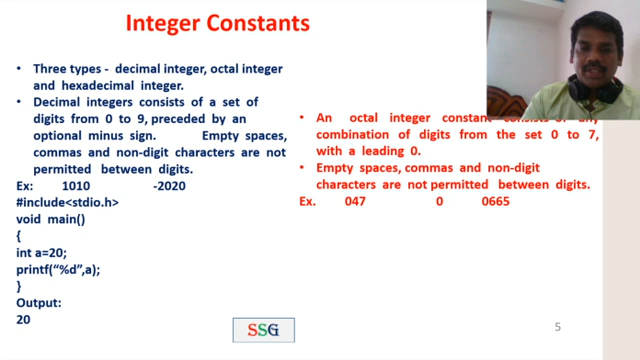 Integer Constants
• Three types - decimal integer, octal integer
and hexadecimal integer.
• Decimal integers consists of a set of
digits from 0 to 9, preceded by an
optional minus sign. Empty spaces,
commas and non-digit characters are not
permitted between digits.
Ex: 1010 -2020
#include<stdio.h>
void main()
{
int a=20;
printf(“%d”,a);
}
Output:
20
• An octal integer constant consists of any
combination of digits from the set 0 to 7,
with a leading 0.
• Empty spaces, commas and non-digit
characters are not permitted between digits.
Ex. 047 0 0665
SSG
5